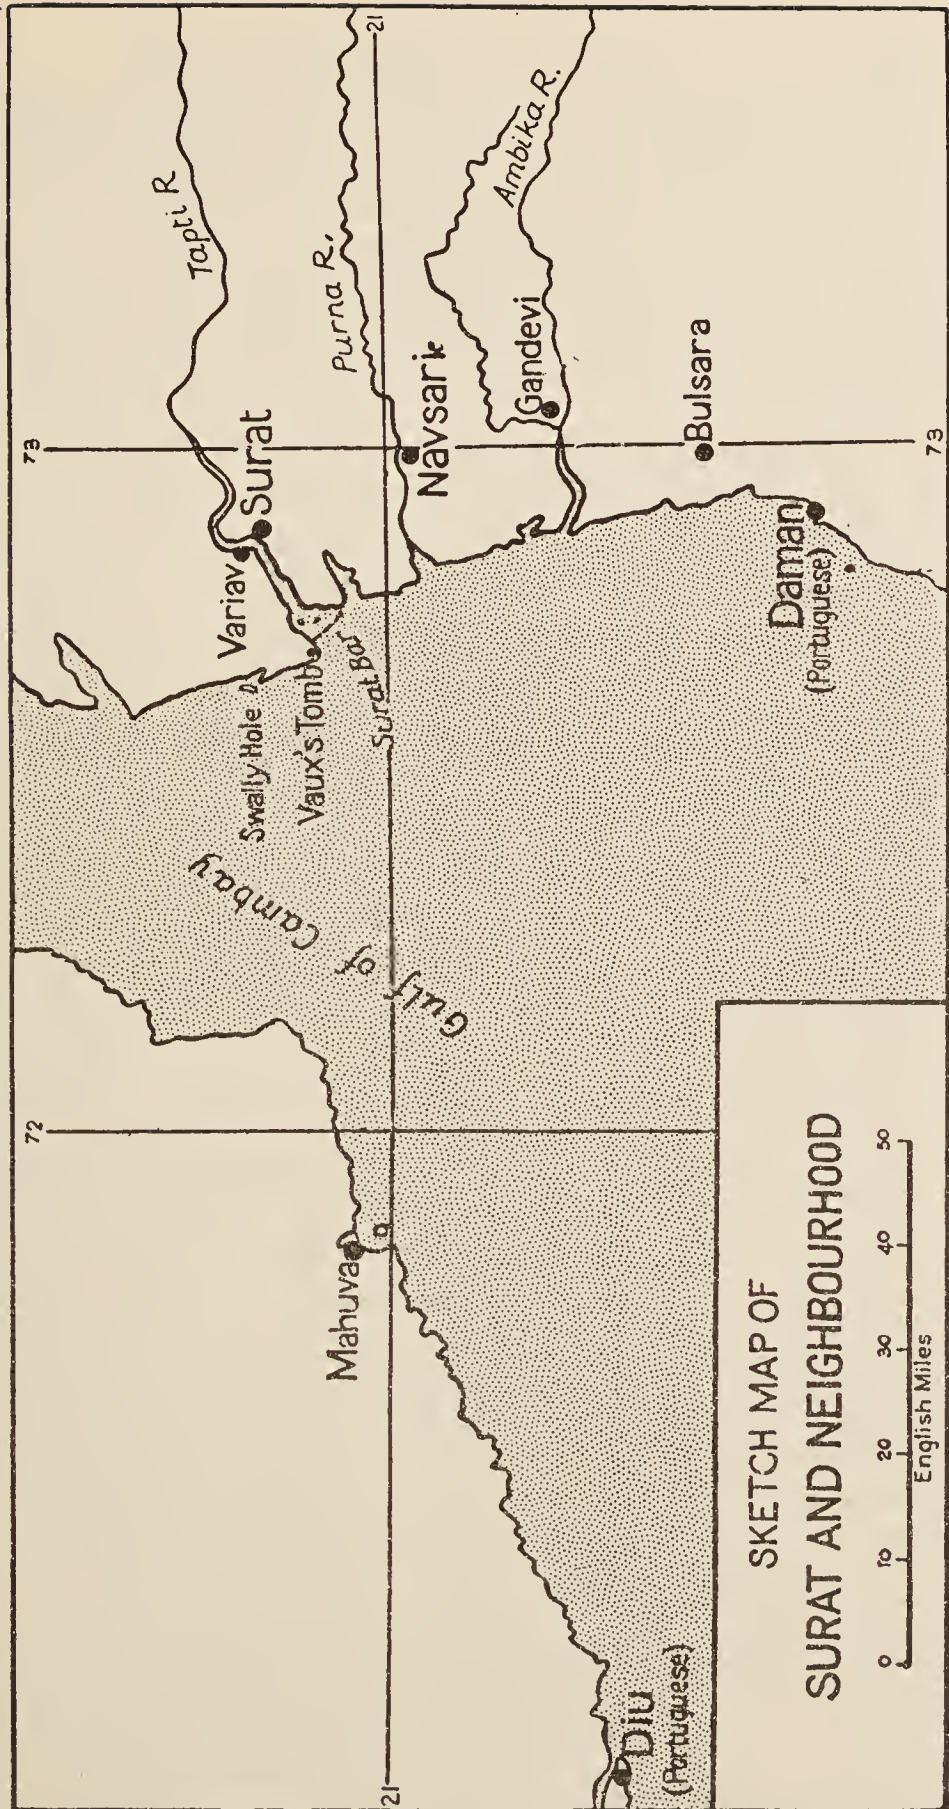 72
73
Tapti R
Variav
Surat
Swally Hole
Vaux's Tomb
Surat Bar
Purna R.
21
21
Navsari
Ambika R.
Gandevi
Bulsara
Daman
(Portuguese)
73
Gulf of Cambay
Mahuva
Diu
(Portuguese)
SKETCH MAP OF
SURAT AND NEIGHBOURHOOD
0 10 20 30 40 50
English Miles